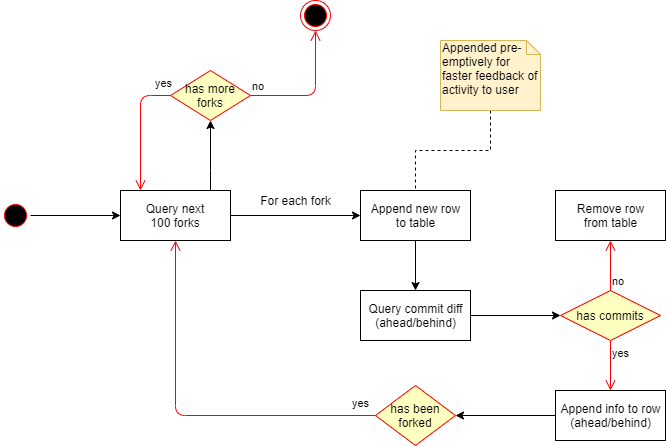 Appended pre-
emptively for
faster feedback of
activity to user
yes
has more
forks
no
Query next
100 forks
For each fork
Append new row
to table
Remove row
from table
Query commit diff
(ahead/behind)
no
has commits
yes
yes
has been
forked
Append info to row
(ahead/behind)